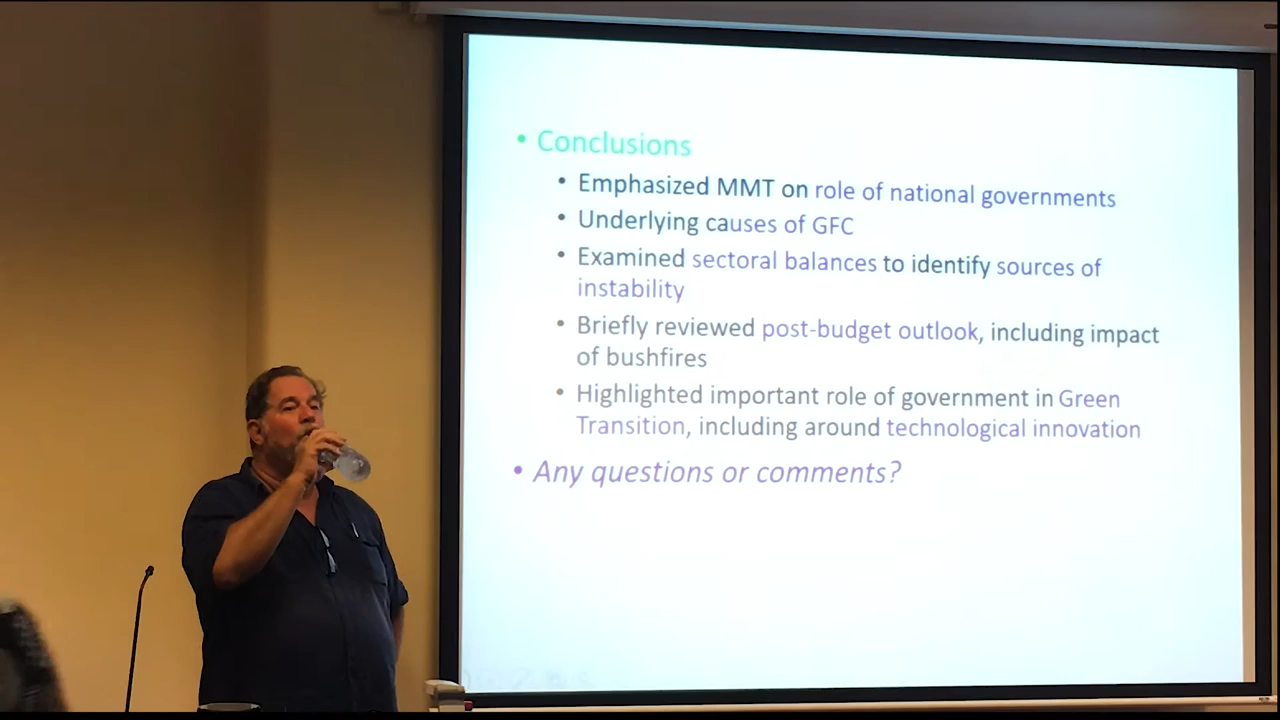 • Conclusions
• Emphasized MMT on role of national governments
• Underlying causes of GFC
• Examined sectoral balances to identify sources of
instability
• Briefly reviewed post-budget outlook, including impact
of bushfires
• Highlighted important role of government in Green
Transition, including around technological innovation
• Any questions or comments?